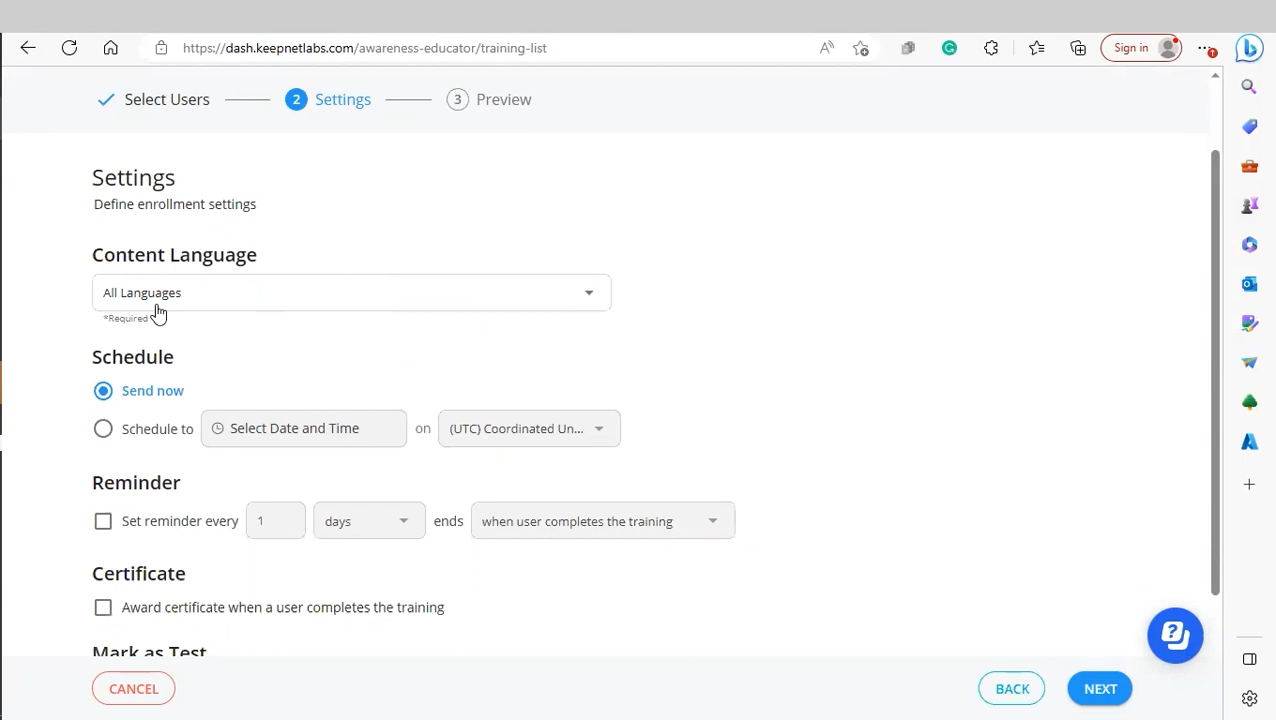 https://dash.keepnetlabs.com/awareness-educator/training-list
Sign in
Select Users
2 Settings
3 Preview
Settings
Define enrollment settings
Content Language
All Languages
*Required
Schedule
Send now
Schedule to Select Date and Time on (UTC) Coordinated Un...
Reminder
Set reminder every 1 days ends when user completes the training
Certificate
Award certificate when a user completes the training
Mark as Test
CANCEL BACK NEXT